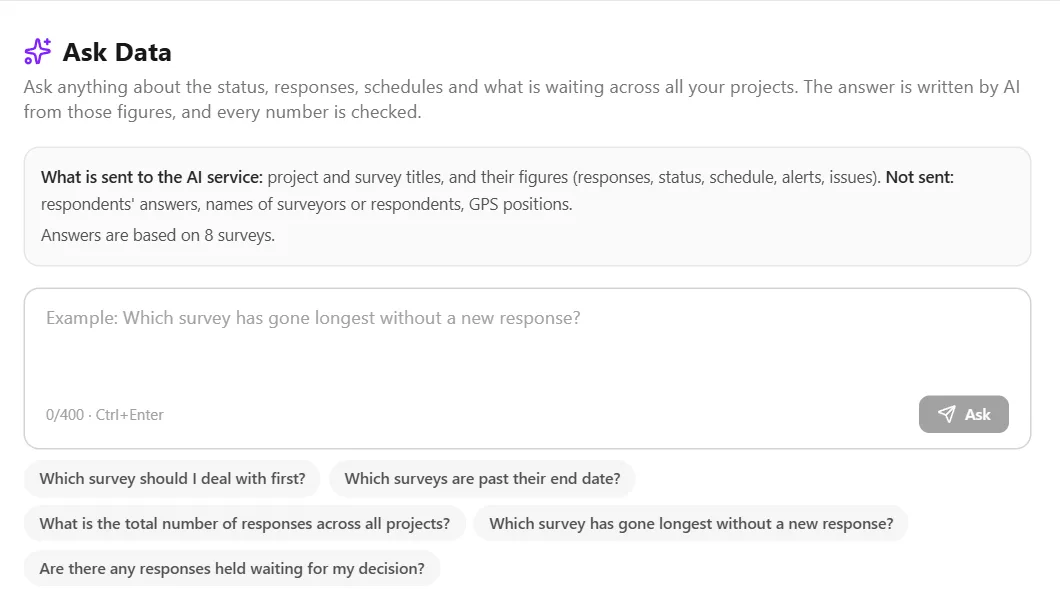 Ask Data
Ask anything about the status, responses, schedules and what is waiting across all your projects. The answer is written by AI
from those figures, and every number is checked.
What is sent to the AI service: project and survey titles, and their figures (responses, status, schedule, alerts, issues). Not sent:
respondents' answers, names of surveyors or respondents, GPS positions.
Answers are based on 8 surveys.
Example: Which survey has gone longest without a new response?
0/400 · Ctrl+Enter
Ask
Which survey should I deal with first?
Which surveys are past their end date?
What is the total number of responses across all projects?
Which survey has gone longest without a new response?
Are there any responses held waiting for my decision?